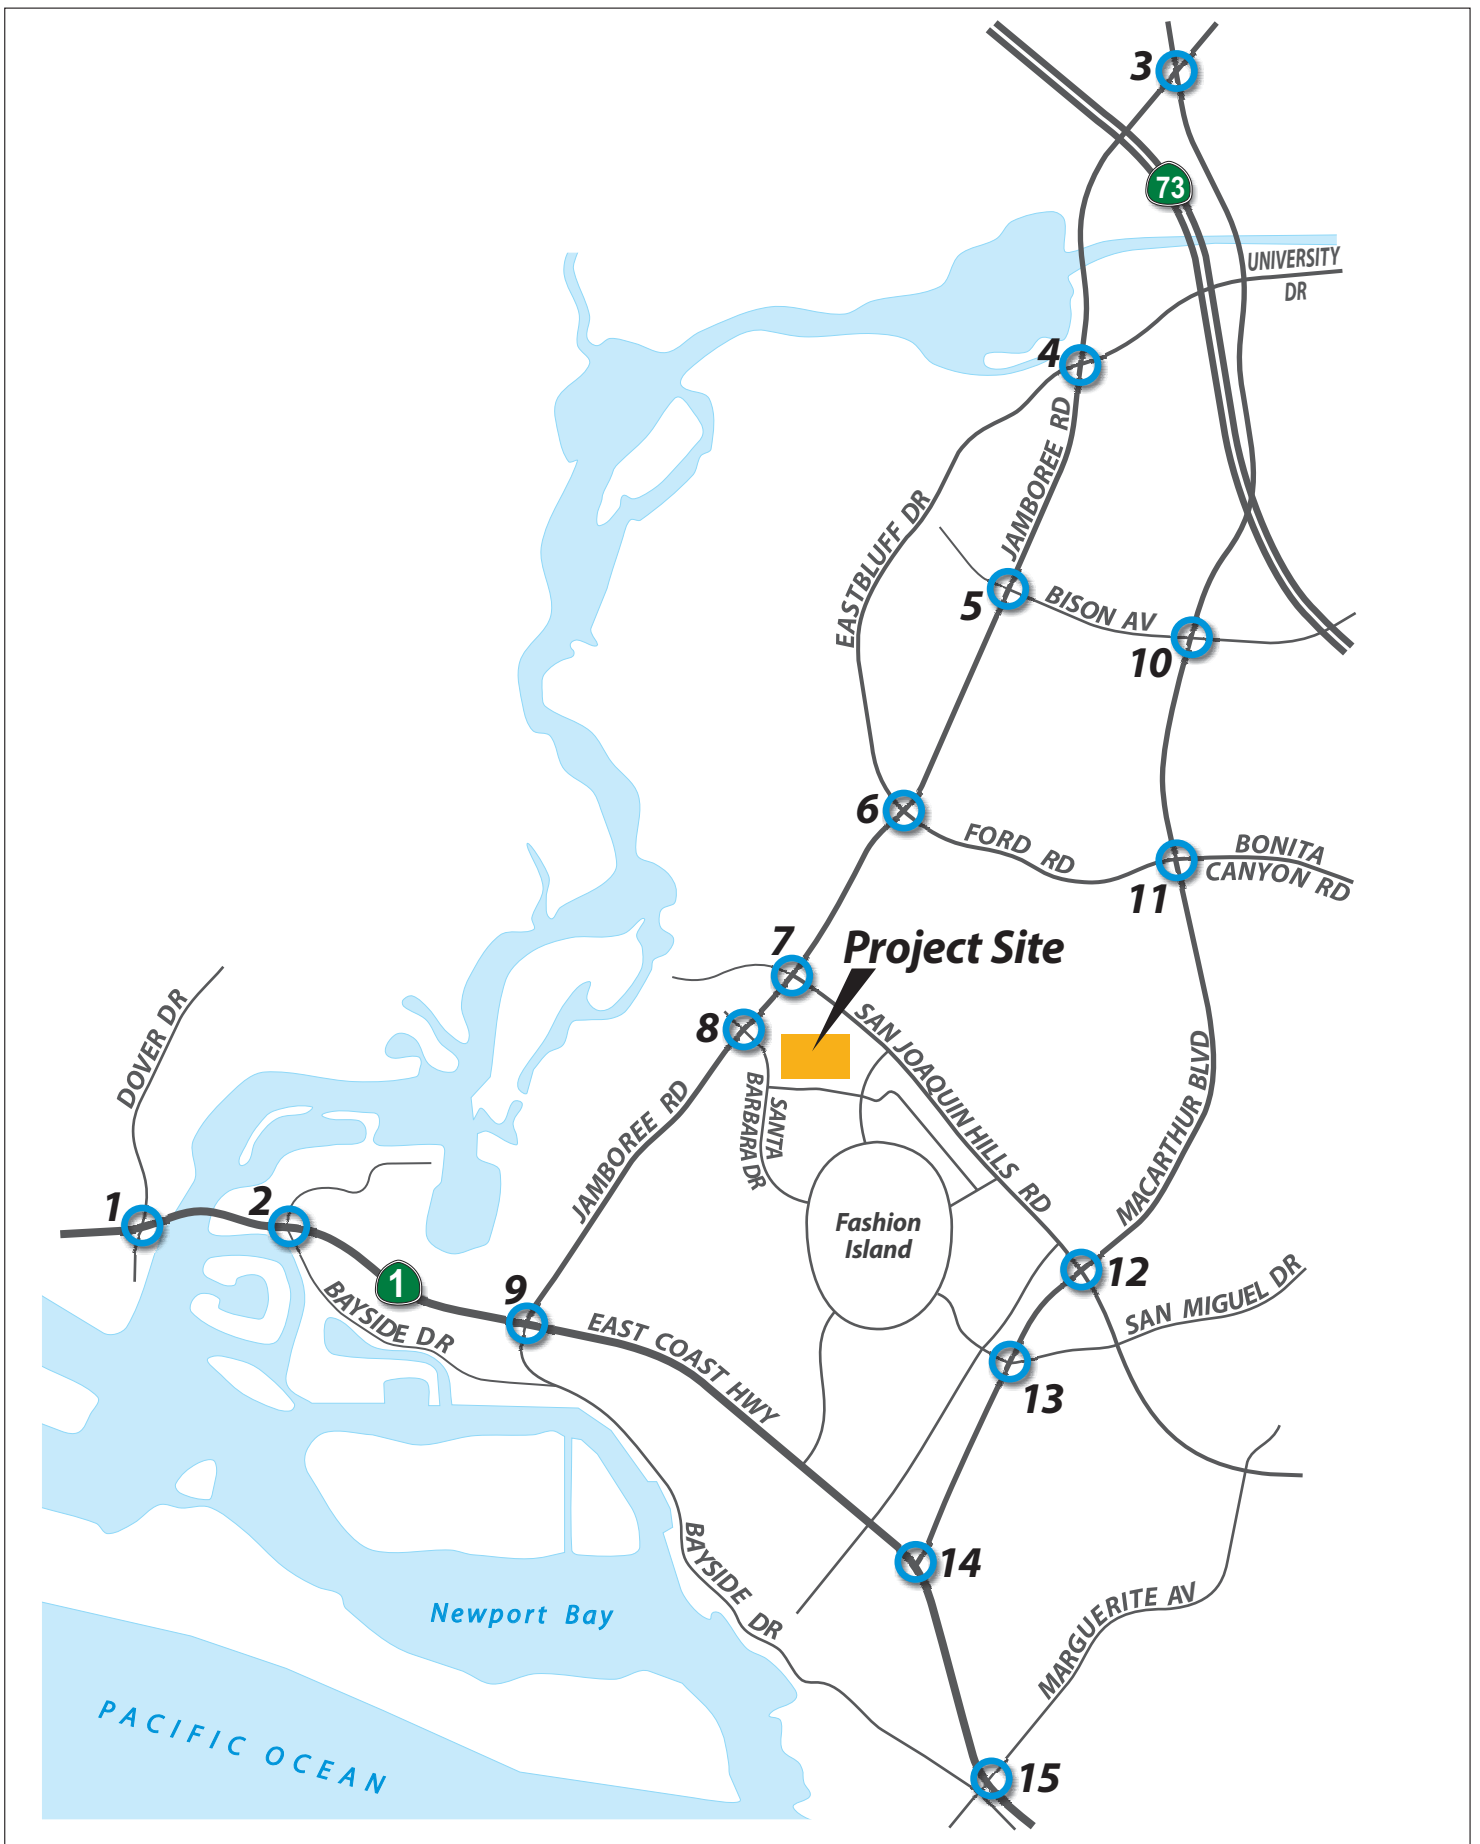 3
73
UNIVERSITY
DR
4
JAMBOREE RD
EASTBLUFF DR
5
BISON AV
10
6
FORD RD
BONITA
CANYON RD
11
7
Project Site
8
SAN JOAQUIN HILLS RD
DOVER DR
JAMBOREE RD
SANTA
BARBARA DR
MACARTHUR BLVD
1
2
Fashion
Island
12
1
9
BAYSIDE DR
EAST COAST HWY
SAN MIGUEL DR
13
14
BAYSIDE DR
Newport Bay
MARGUERITE AV
PACIFIC OCEAN
15